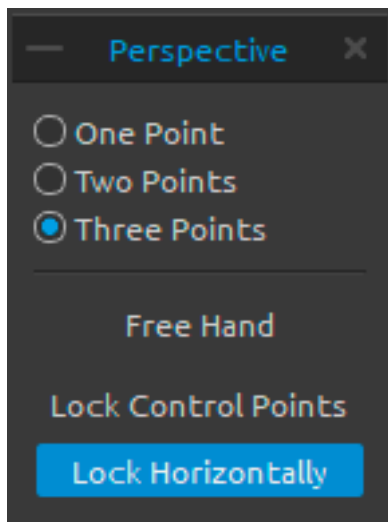 Perspective
One Point
Two Points
Three Points
Free Hand
Lock Control Points
Lock Horizontally